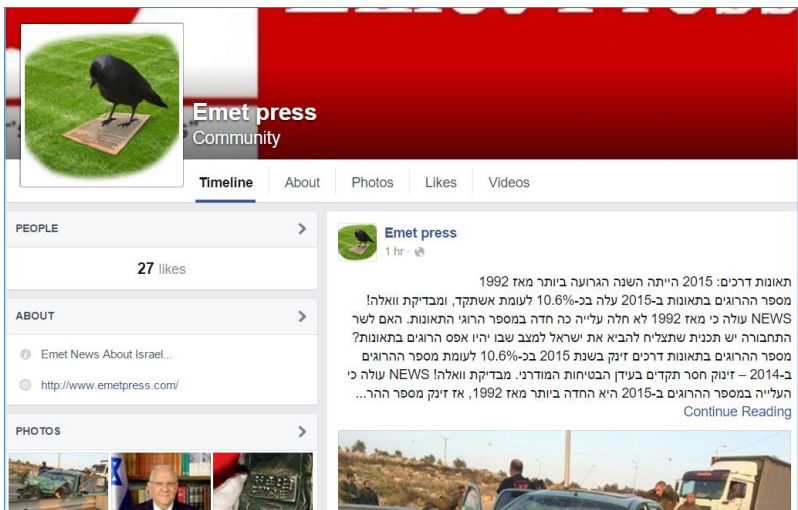 Emet press
Community
Timeline
About
Photos
Likes
Videos
PEOPLE
27 likes
ABOUT
Emet News About Israel...
http://www.emetpress.com/
PHOTOS
Emet press
1 hr
תאונות דרכים: 2015 הייתה השנה הגרועה ביותר מאז 1992
מספר ההרוגים בתאונות ב-2015 עלה בכ-10.6% לעומת אשתקד, ומבדיקת וואלה!
NEWS עולה כי מאז 1992 לא חלה עלייה כה חדה במספר הרוגי התאונות. האם לשר
התחבורה יש תכנית שתצליח להביא את ישראל למצב שבו יהיו אפס הרוגים בתאונות?
מספר ההרוגים בתאונות דרכים זינק בשנת 2015 בכ-10.6% לעומת מספר ההרוגים
ב-2014 – זינוק חסר תקדים בעידן הבטיחות המודרני. מבדיקת וואלה! NEWS עולה כי
העלייה במספר ההרוגים ב-2015 היא החדה ביותר מאז 1992, אז זינק מספר ההר...
Continue Reading